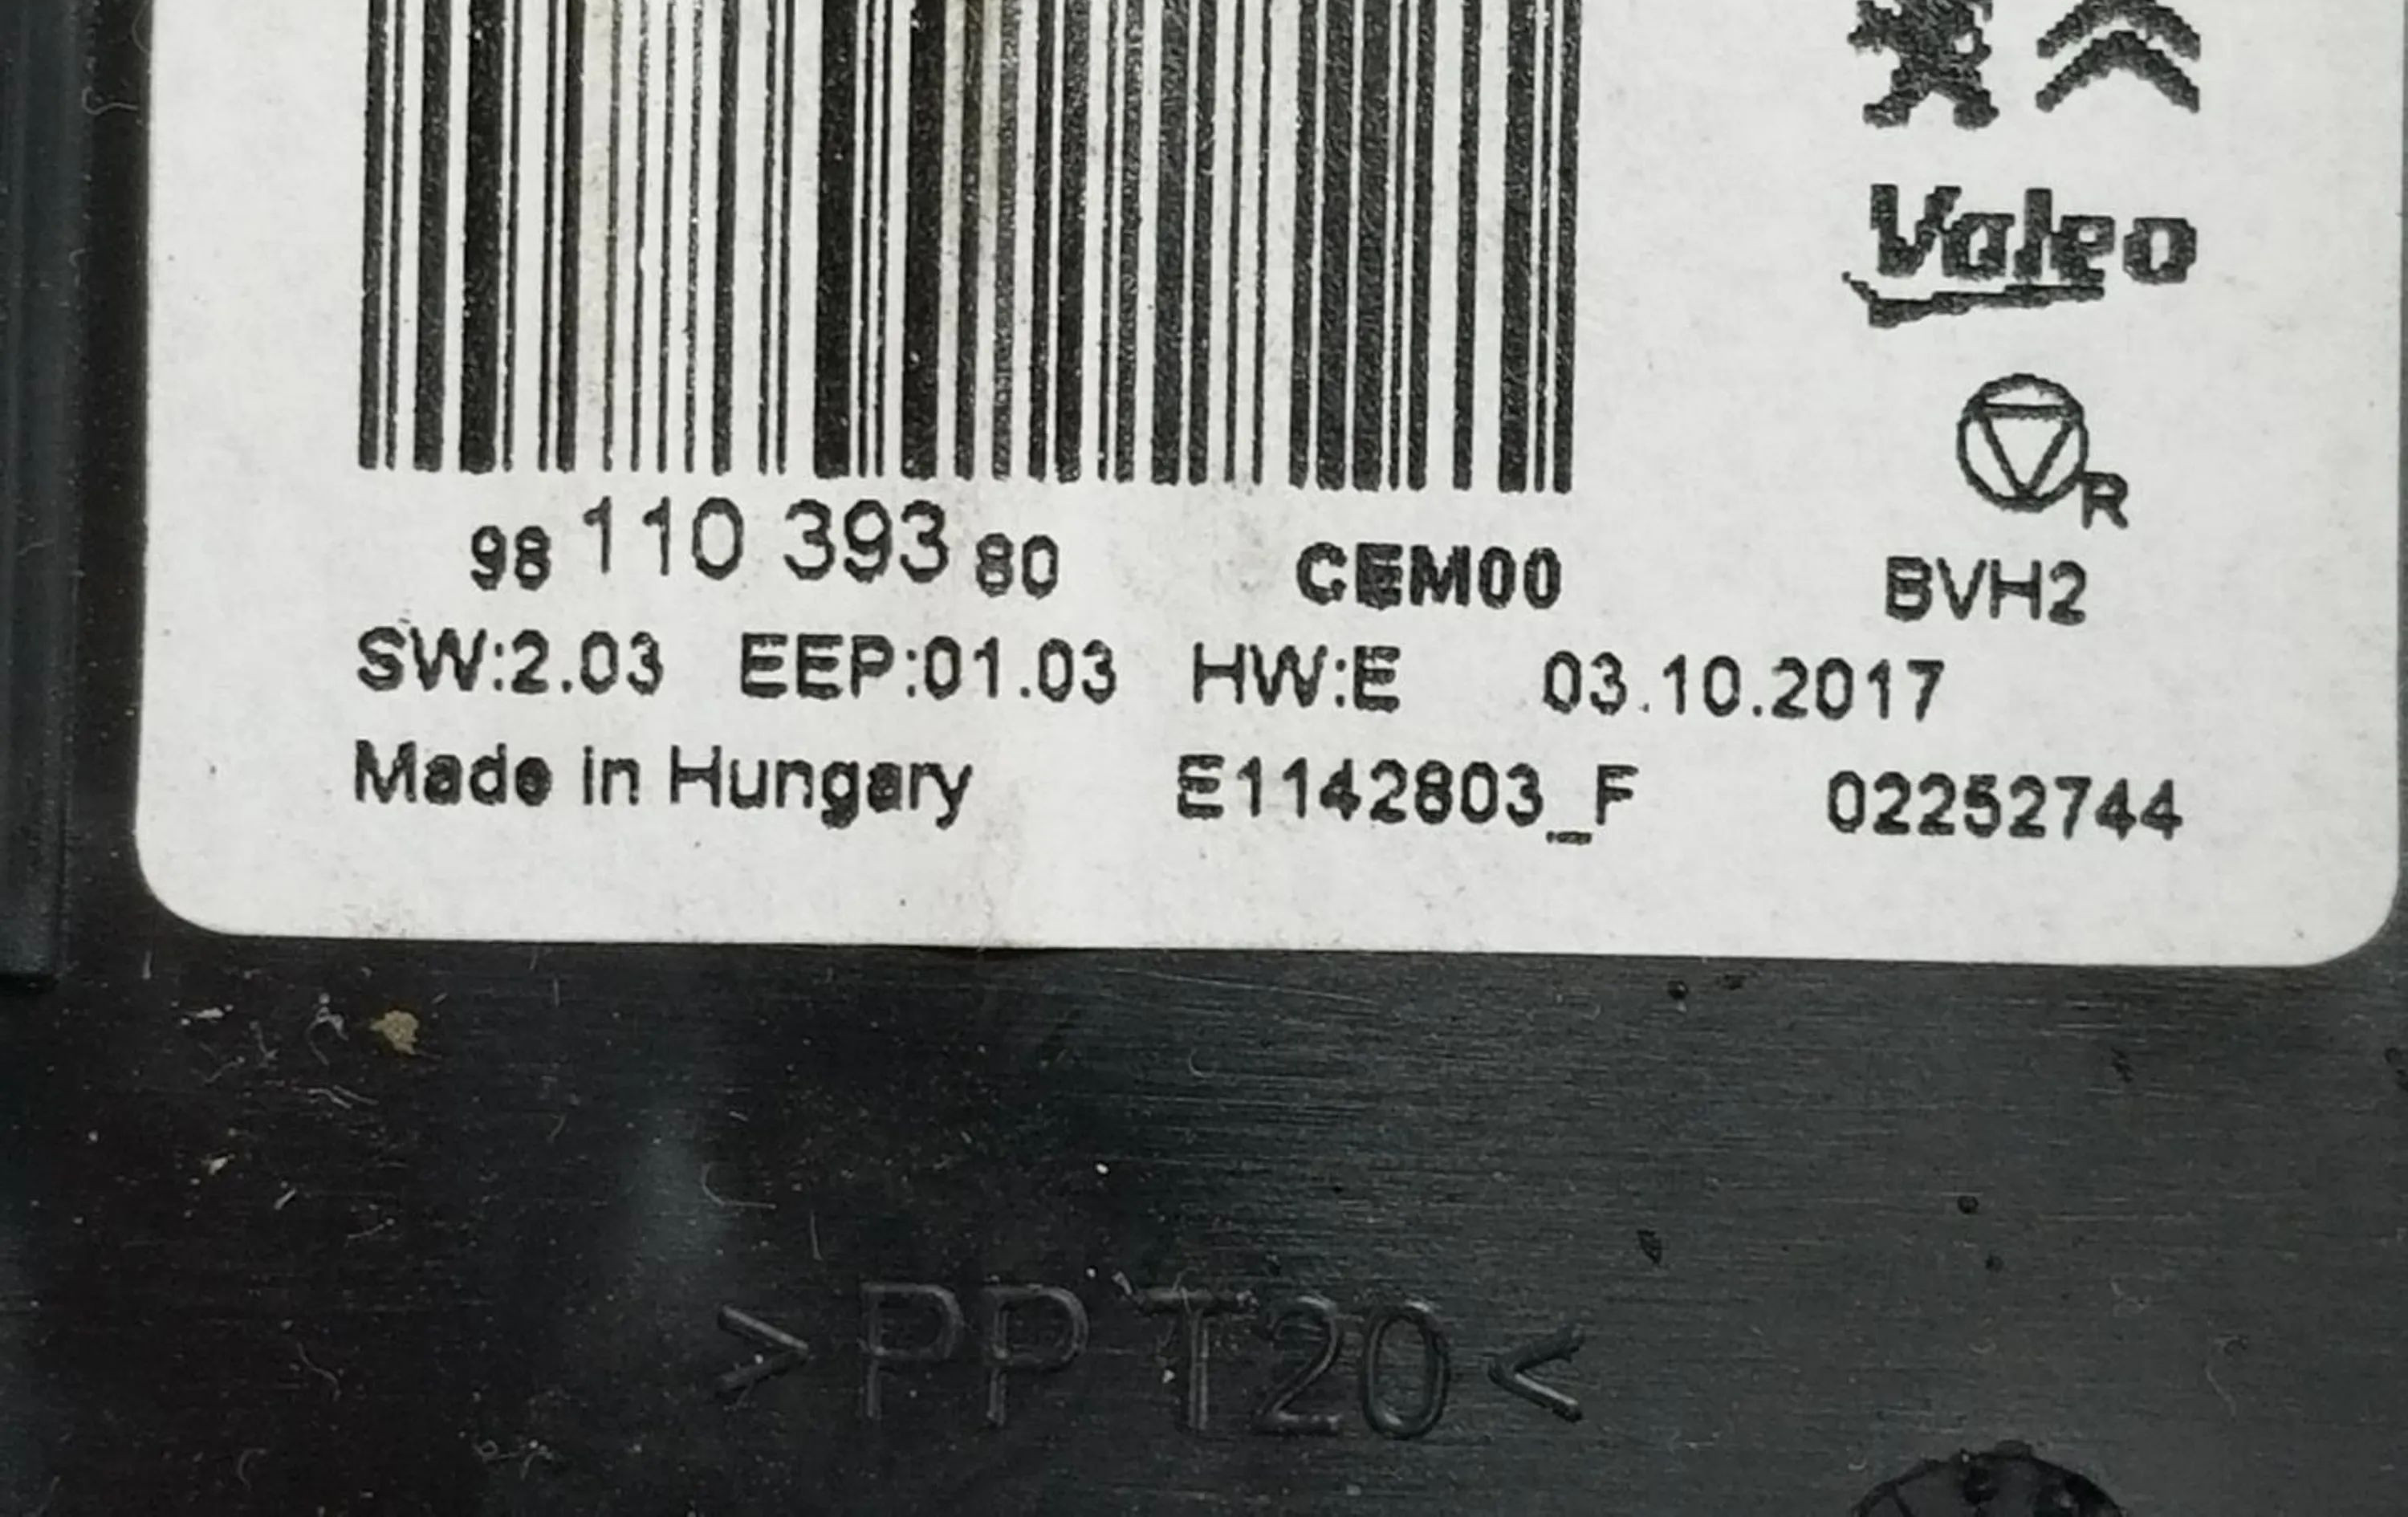 Valeo
R
98 110 393 80 CEM00 BVH2
SW:2.03 EEP:01.03 HW:E 03.10.2017
Made in Hungary E1142803_F 02252744
>PP T20<